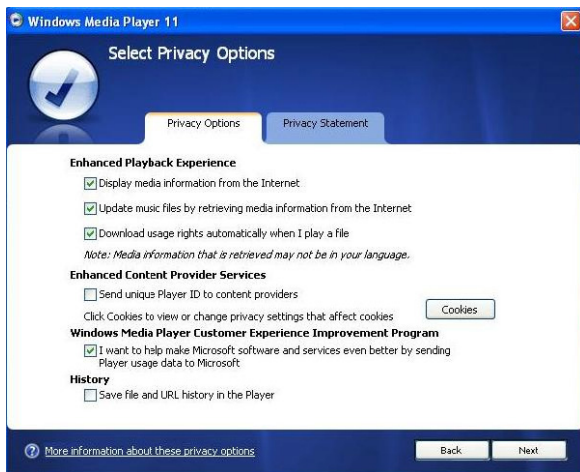 Windows Media Player 11
Select Privacy Options
Privacy Options
Privacy Statement
Enhanced Playback Experience
Display media information from the Internet
Update music files by retrieving media information from the Internet
Download usage rights automatically when I play a file
Note: Media information that is retrieved may not be in your language.
Enhanced Content Provider Services
Send unique Player ID to content providers
Click Cookies to view or change privacy settings that affect cookies
Cookies
Windows Media Player Customer Experience Improvement Program
I want to help make Microsoft software and services even better by sending
Player usage data to Microsoft
History
Save file and URL history in the Player
More information about these privacy options
Back
Next